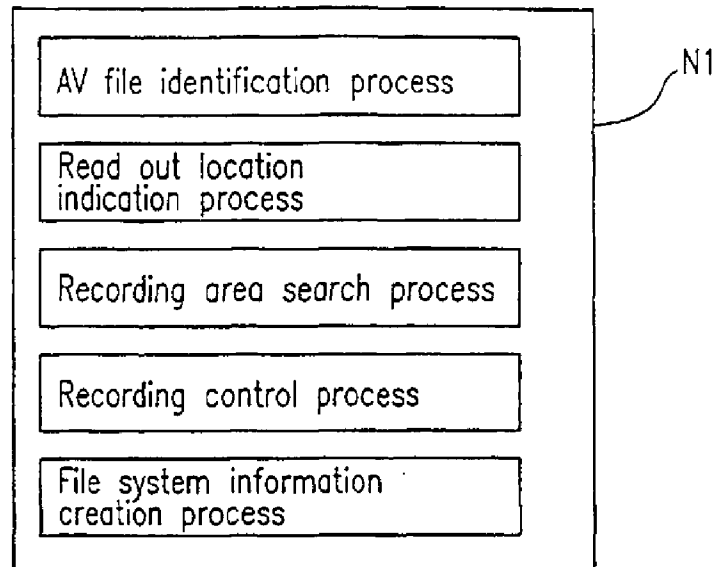 AV file identification process
N1
Read out location
indication process
Recording area search process
Recording control process
File system information
creation process